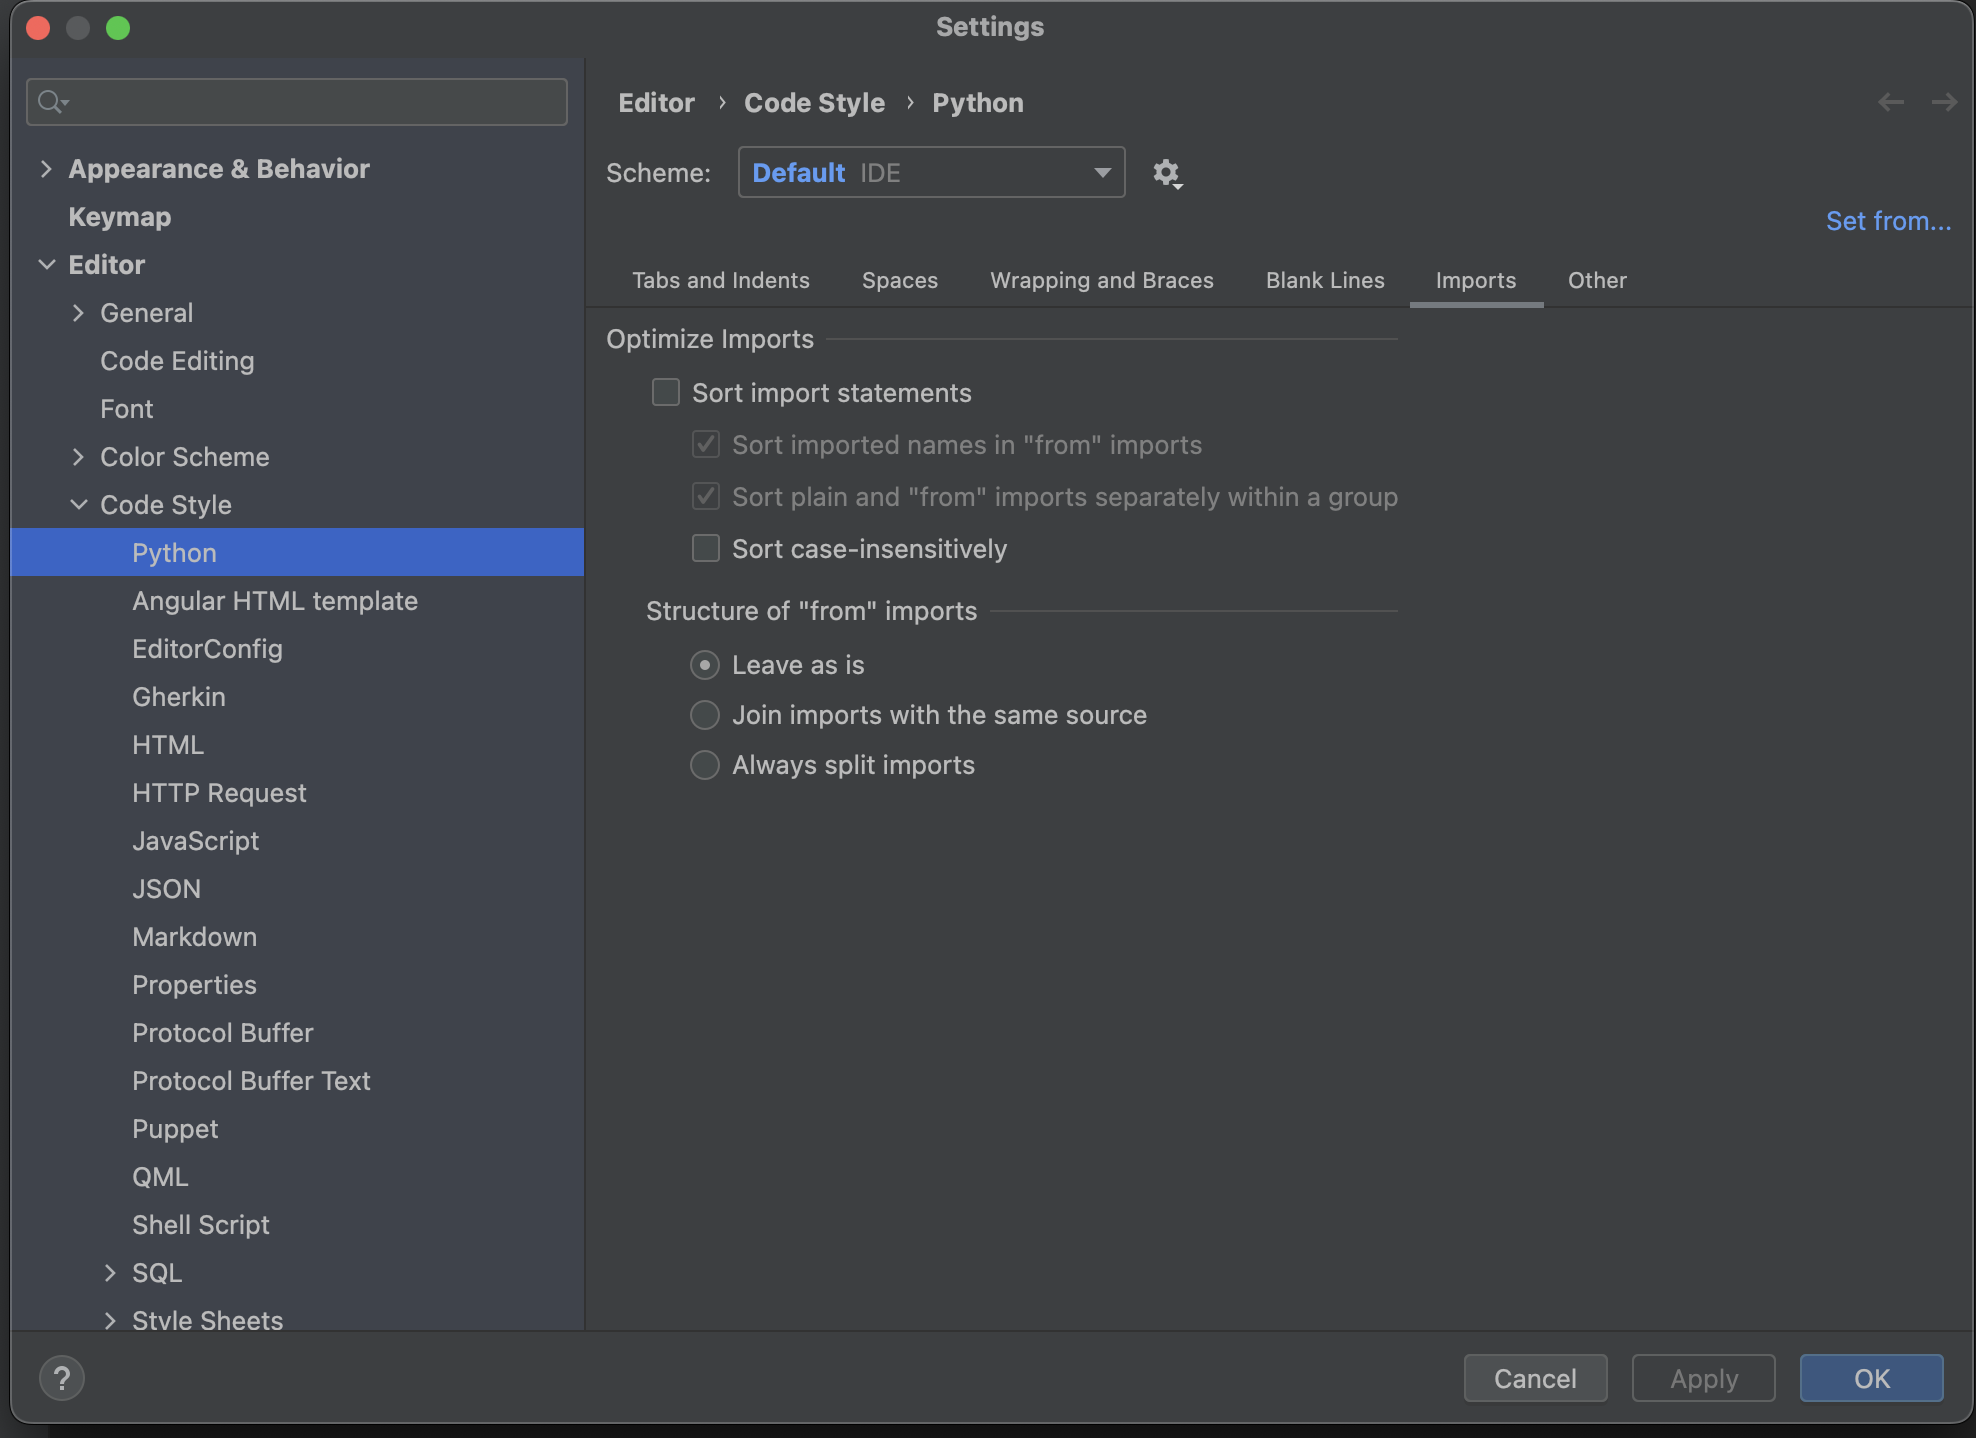 Settings
Appearance & Behavior
Keymap
Editor
General
Code Editing
Font
Color Scheme
Code Style
Python
Angular HTML template
EditorConfig
Gherkin
HTML
HTTP Request
JavaScript
JSON
Markdown
Properties
Protocol Buffer
Protocol Buffer Text
Puppet
QML
Shell Script
SQL
Style Sheets
Editor › Code Style › Python
Scheme: Default IDE
Set from...
Tabs and Indents Spaces Wrapping and Braces Blank Lines Imports Other
Optimize Imports
Sort import statements
Sort imported names in "from" imports
Sort plain and "from" imports separately within a group
Sort case-insensitively
Structure of "from" imports
Leave as is
Join imports with the same source
Always split imports
? Cancel Apply OK